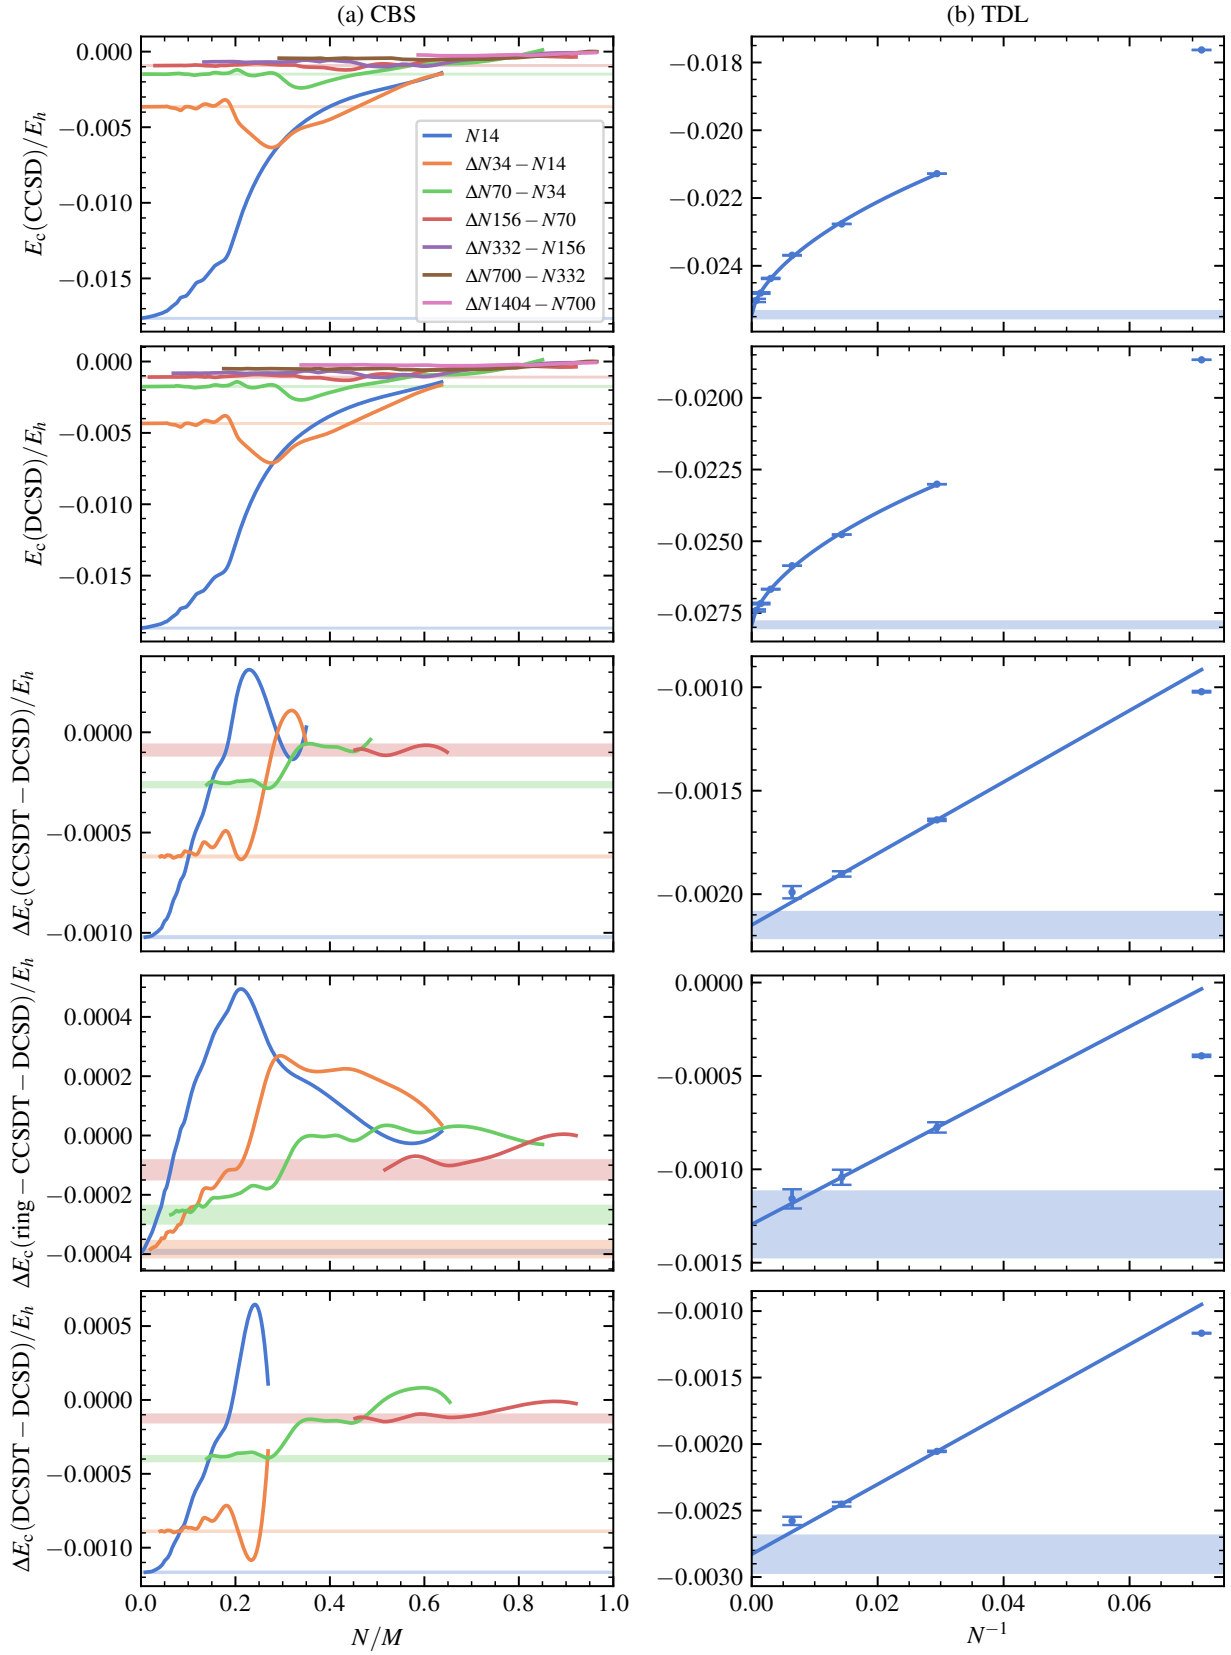 (a) CBS
(b) TDL
E_c(CCSD)/E_h
0.000
−0.005
−0.010
−0.015
N14
ΔN34 − N14
ΔN70 − N34
ΔN156 − N70
ΔN332 − N156
ΔN700 − N332
ΔN1404 − N700
−0.018
−0.020
−0.022
−0.024
E_c(DCSD)/E_h
0.000
−0.005
−0.010
−0.015
−0.0200
−0.0225
−0.0250
−0.0275
ΔE_c(CCSDT − DCSD)/E_h
0.0000
−0.0005
−0.0010
−0.0010
−0.0015
−0.0020
ΔE_c(ring − CCSDT − DCSD)/E_h
0.0004
0.0002
0.0000
−0.0002
−0.0004
0.0000
−0.0005
−0.0010
−0.0015
ΔE_c(DCSDT − DCSD)/E_h
0.0005
0.0000
−0.0005
−0.0010
−0.0010
−0.0015
−0.0020
−0.0025
−0.0030
0.0 0.2 0.4 0.6 0.8 1.0
N/M
0.00 0.02 0.04 0.06
N⁻¹